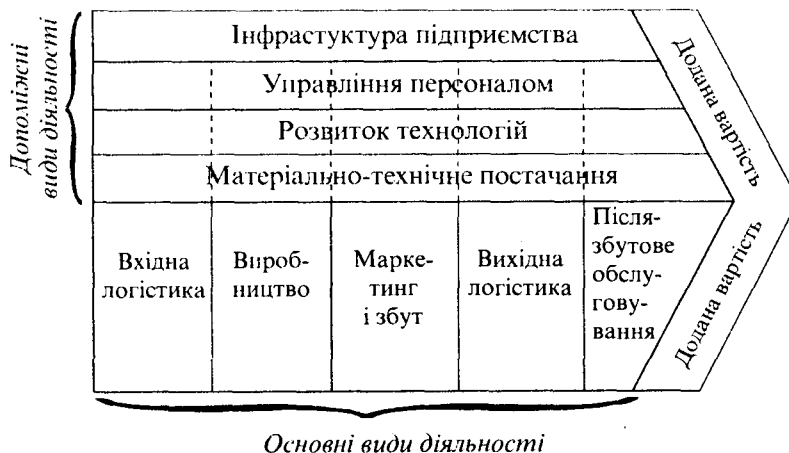 Допоміжні
види діяльності
Інфрастуктура підприємства
Управління персоналом
Розвиток технологій
Матеріально-технічне постачання
Додана вартість
Вхідна
логістика
Вироб-
ництво
Марке-
тинг
і збут
Вихідна
логістика
Після-
збутове
обслу-
гову-
вання
Додана вартість
Основні види діяльності